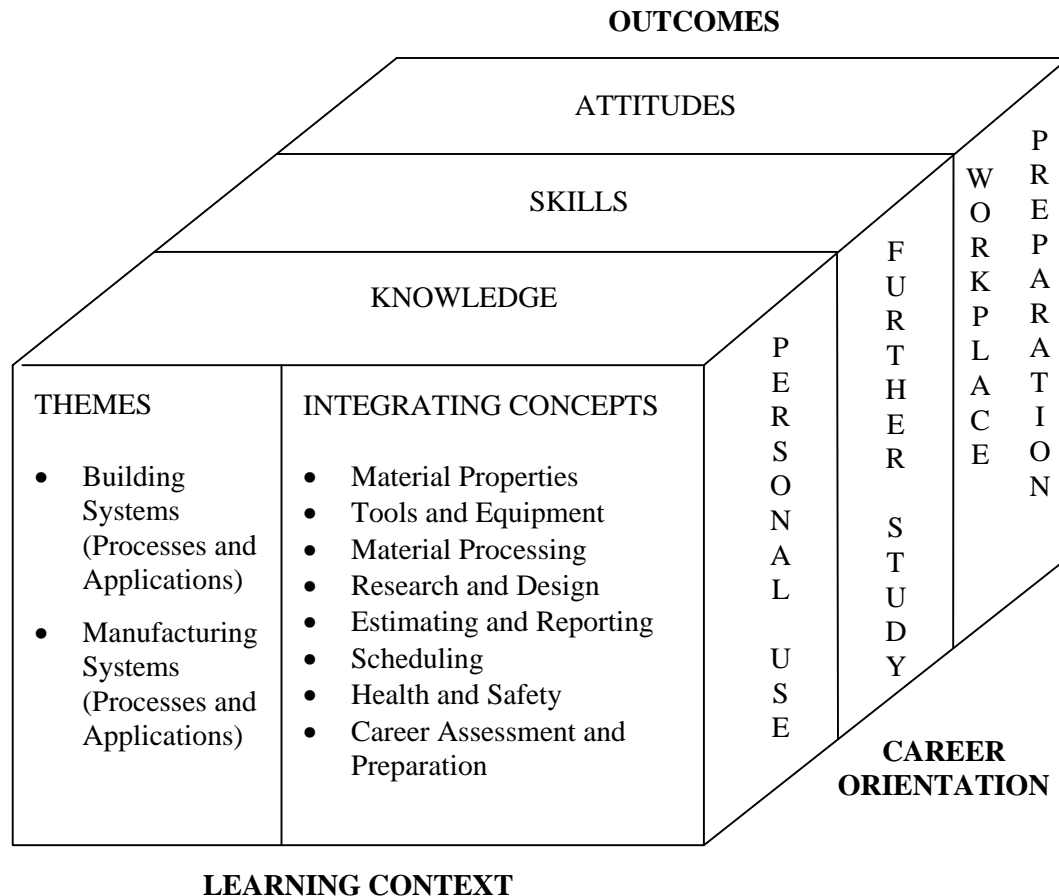 OUTCOMES
ATTITUDES
SKILLS
KNOWLEDGE
THEMES
• Building
Systems
(Processes and
Applications)
• Manufacturing
Systems
(Processes and
Applications)
INTEGRATING CONCEPTS
• Material Properties
• Tools and Equipment
• Material Processing
• Research and Design
• Estimating and Reporting
• Scheduling
• Health and Safety
• Career Assessment and
Preparation
PERSONAL USE
FURTHER STUDY
WORKPLACE
PREPARATION
CAREER
ORIENTATION
LEARNING CONTEXT